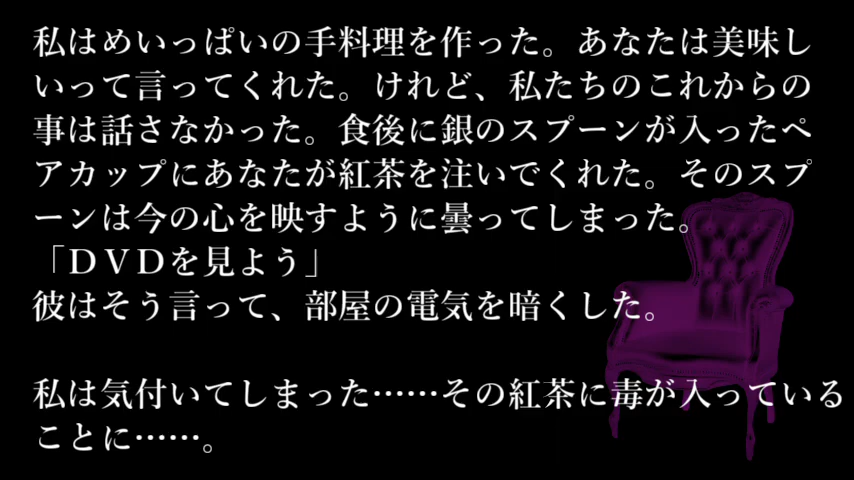 私はめいっぱいの手料理を作った。あなたは美味し
いって言ってくれた。けれど、私たちのこれからの
事は話さなかった。食後に銀のスプーンが入ったペ
アカップにあなたが紅茶を注いでくれた。そのスプ
ーンは今の心を映すように曇ってしまった。
「ＤＶＤを見よう」
彼はそう言って、部屋の電気を暗くした。
私は気付いてしまった……その紅茶に毒が入っている
ことに……。